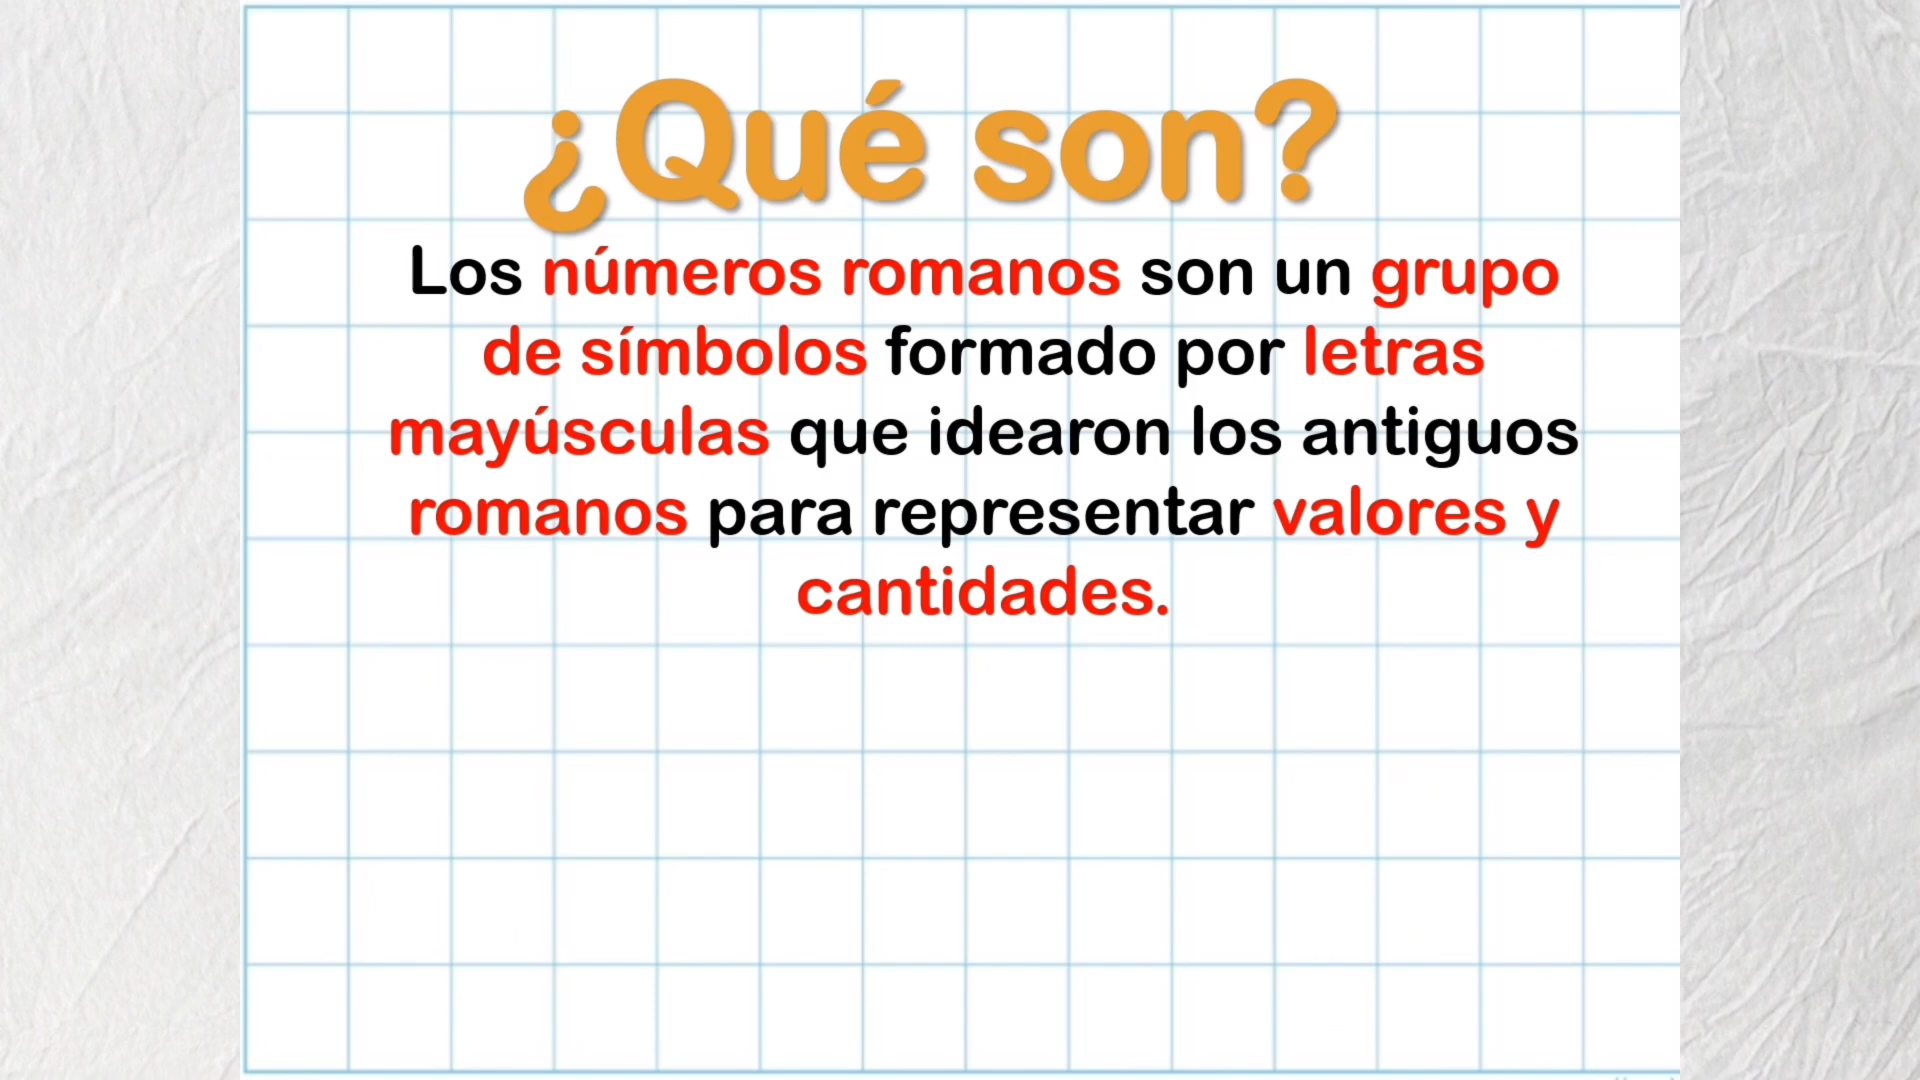 ¿Qué son?
Los números romanos son un grupo
de símbolos formado por letras
mayúsculas que idearon los antiguos
romanos para representar valores y
cantidades.